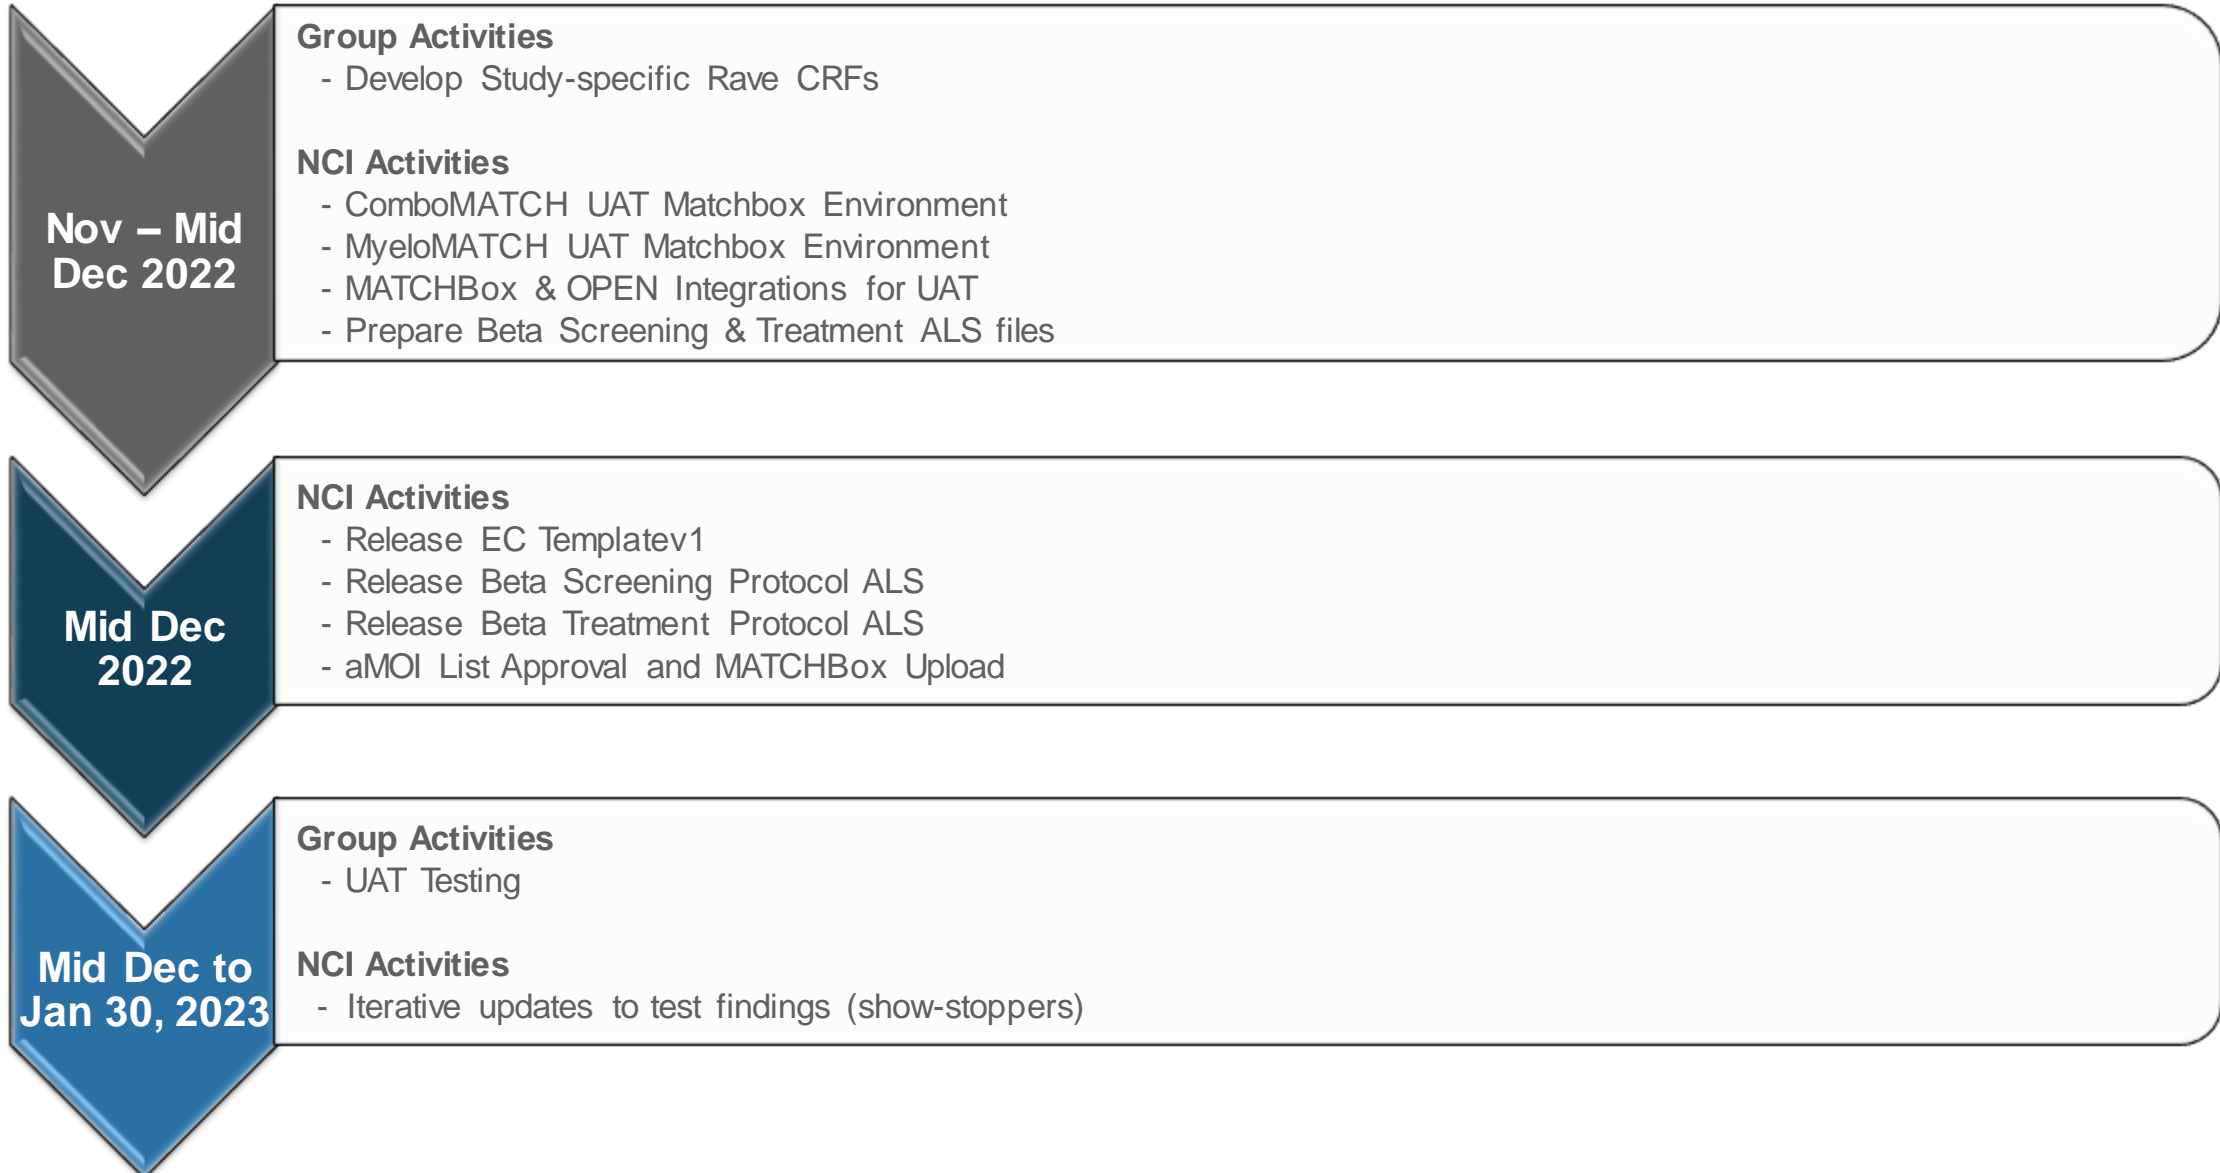 Nov – Mid
Dec 2022
Group Activities
- Develop Study-specific Rave CRFs
NCI Activities
- ComboMATCH UAT Matchbox Environment
- MyeloMATCH UAT Matchbox Environment
- MATCHBox & OPEN Integrations for UAT
- Prepare Beta Screening & Treatment ALS files
Mid Dec
2022
NCI Activities
- Release EC Templatev1
- Release Beta Screening Protocol ALS
- Release Beta Treatment Protocol ALS
- aMOI List Approval and MATCHBox Upload
Mid Dec to
Jan 30, 2023
Group Activities
- UAT Testing
NCI Activities
- Iterative updates to test findings (show-stoppers)